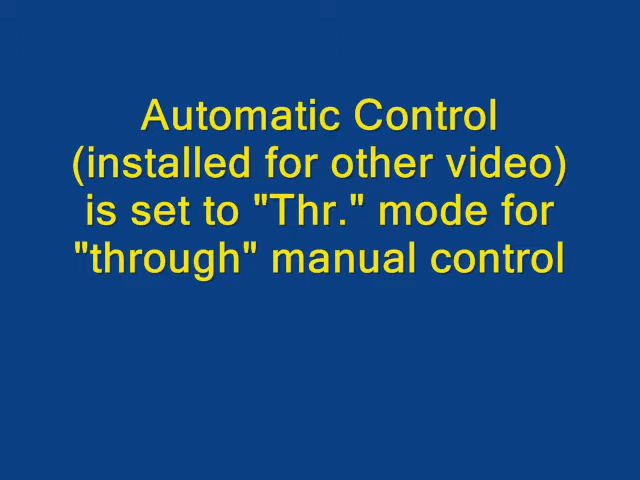 Automatic Control
(installed for other video)
is set to "Thr." mode for
"through" manual control